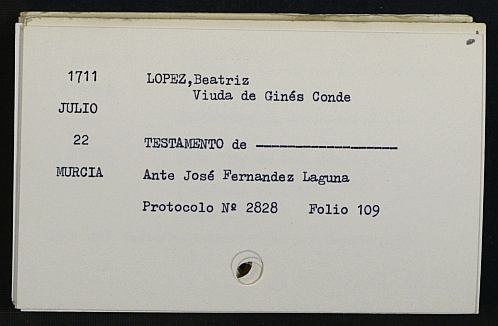 1711 LOPEZ,Beatriz
Viuda de Ginés Conde
JULIO
22 TESTAMENTO de -------------------
MURCIA Ante José Fernandez Laguna
Protocolo Nº 2828 Folio 109